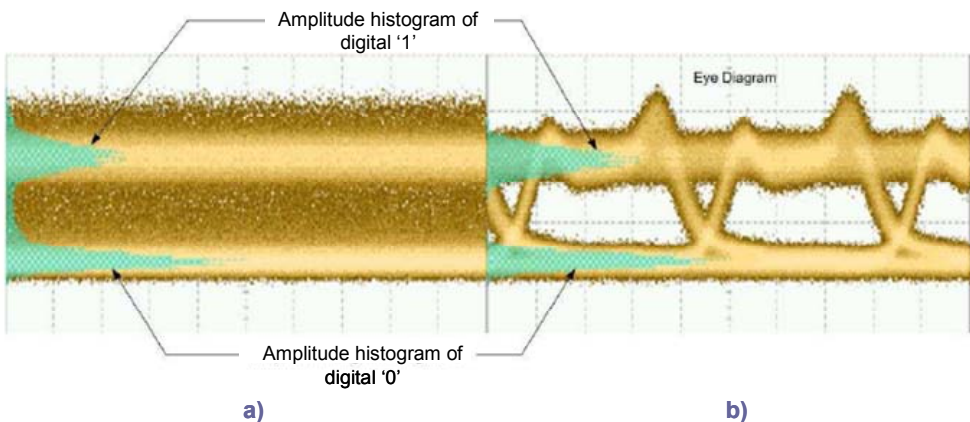 Amplitude histogram of
digital ‘1’
Eye Diagram
Amplitude histogram of
digital ‘0’
a)
b)